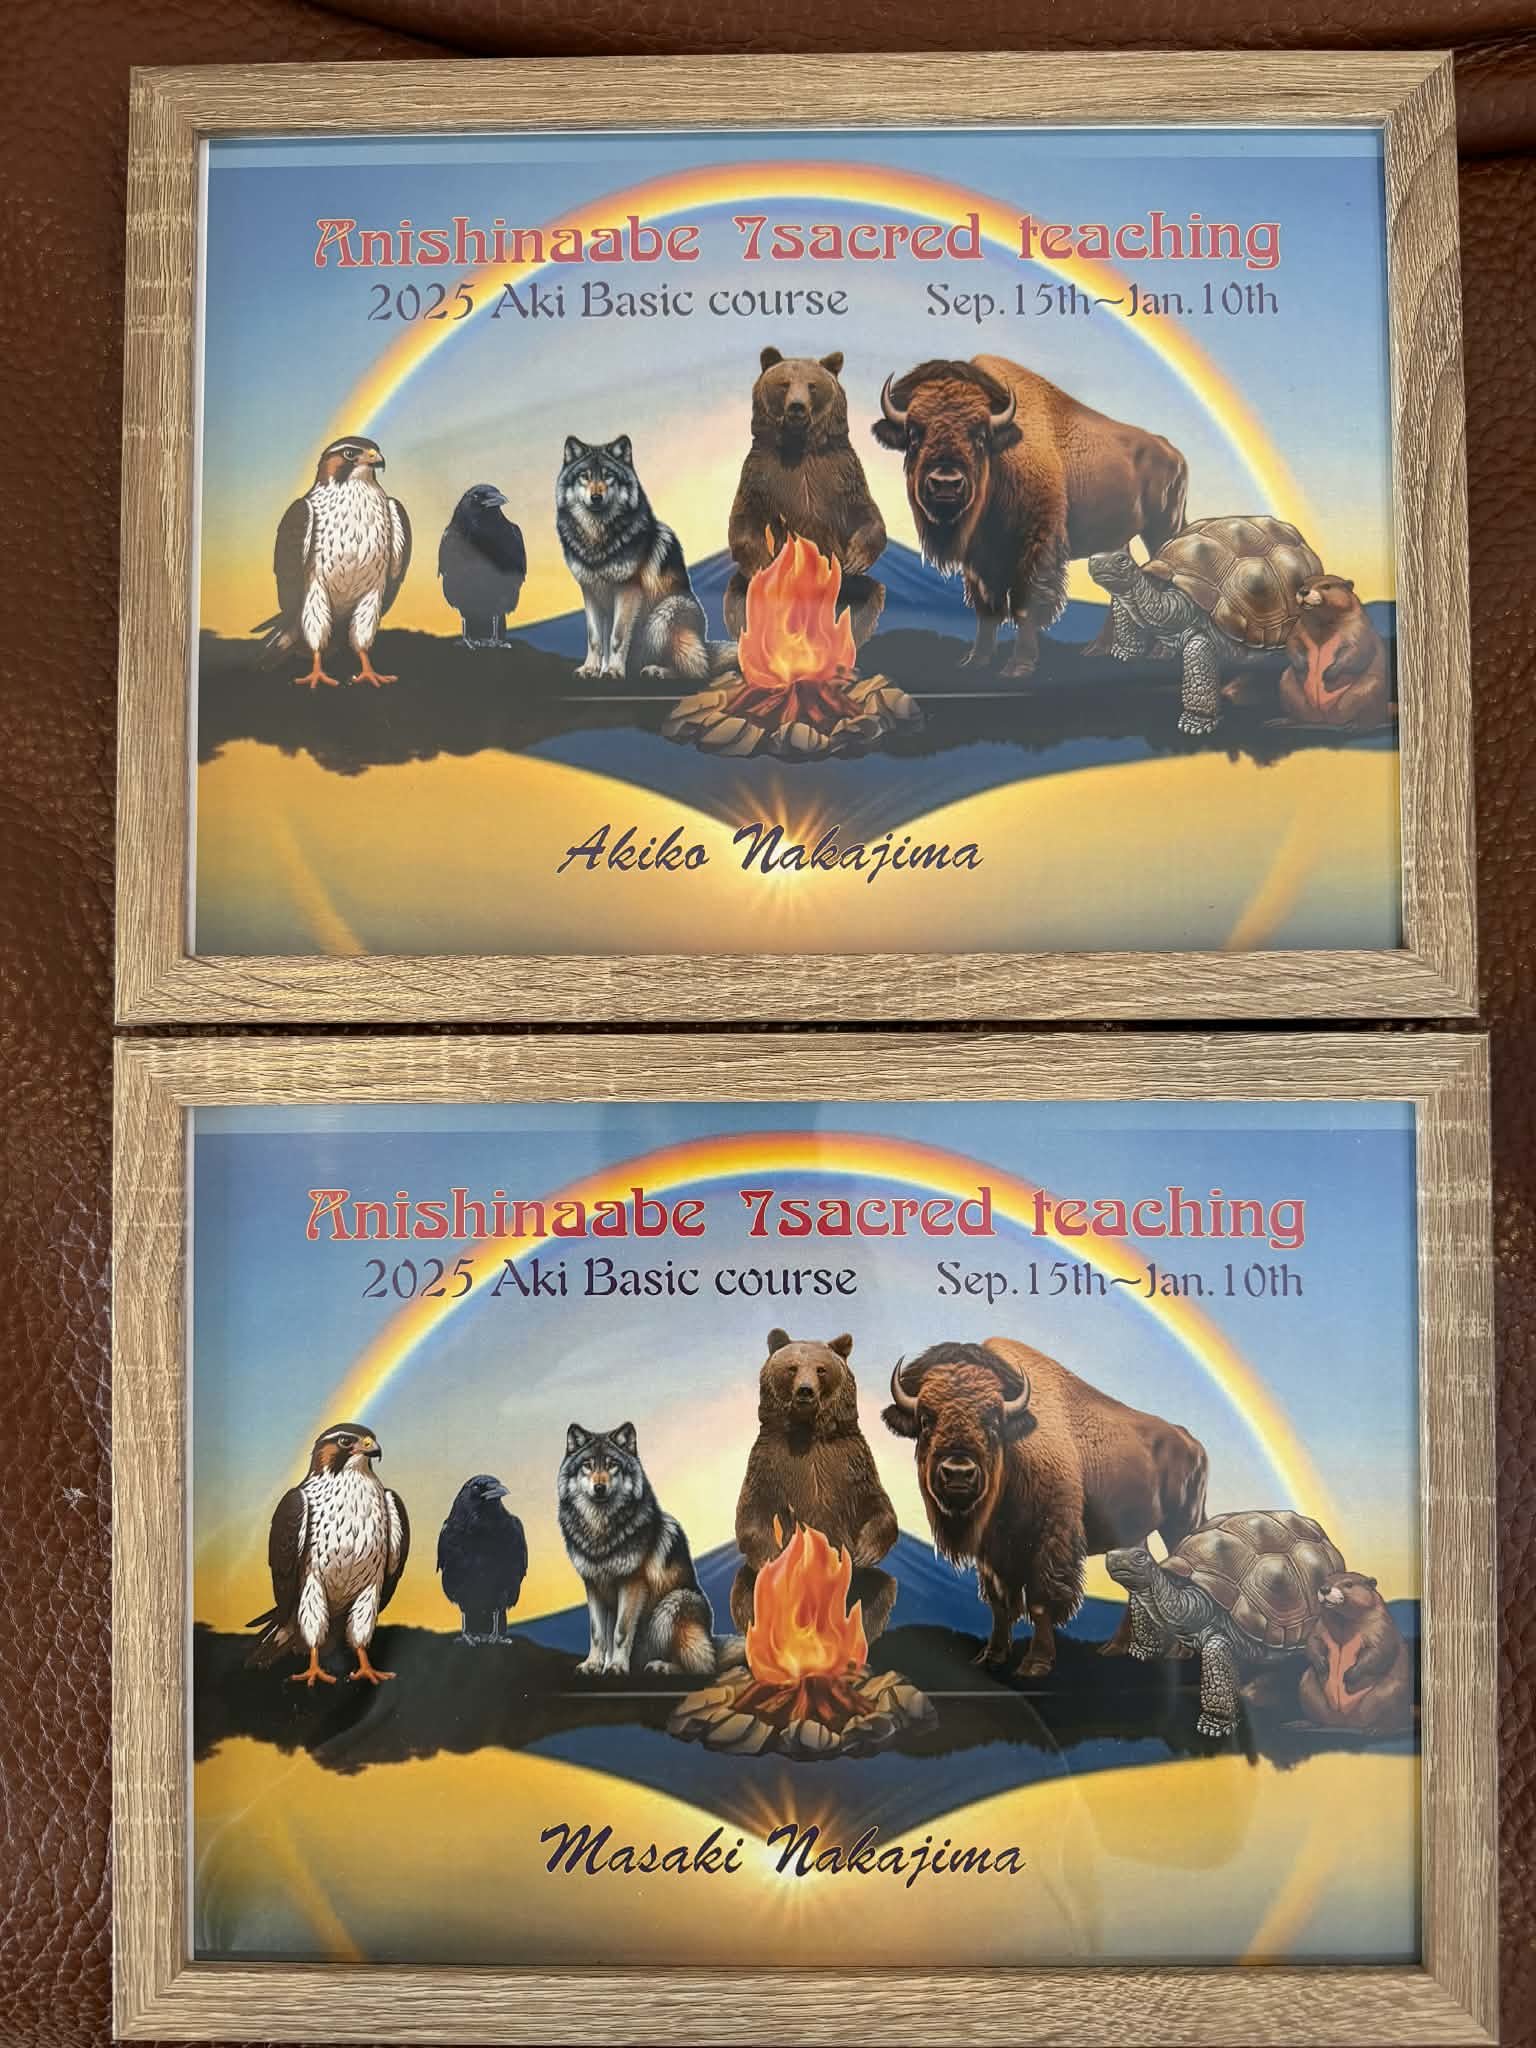 Anishinaabe 7sacred teaching
2025 Aki Basic course Sep.15th~Jan.10th
Akiko Nakajima
Anishinaabe 7sacred teaching
2025 Aki Basic course Sep.15th~Jan.10th
Masaki Nakajima